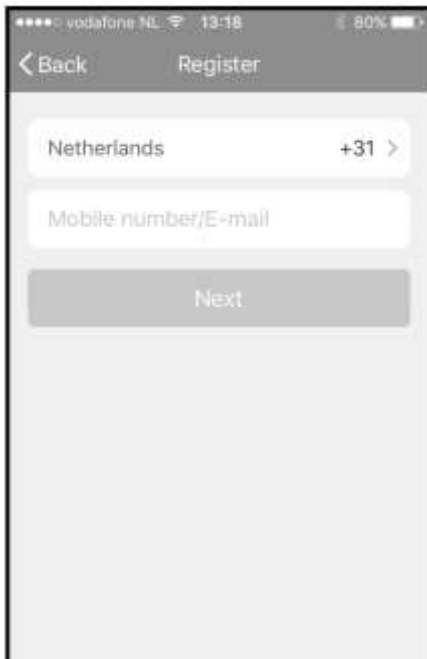 vodafone NL 13:18 80%
Back Register
Netherlands +31
Mobile number/E-mail
Next